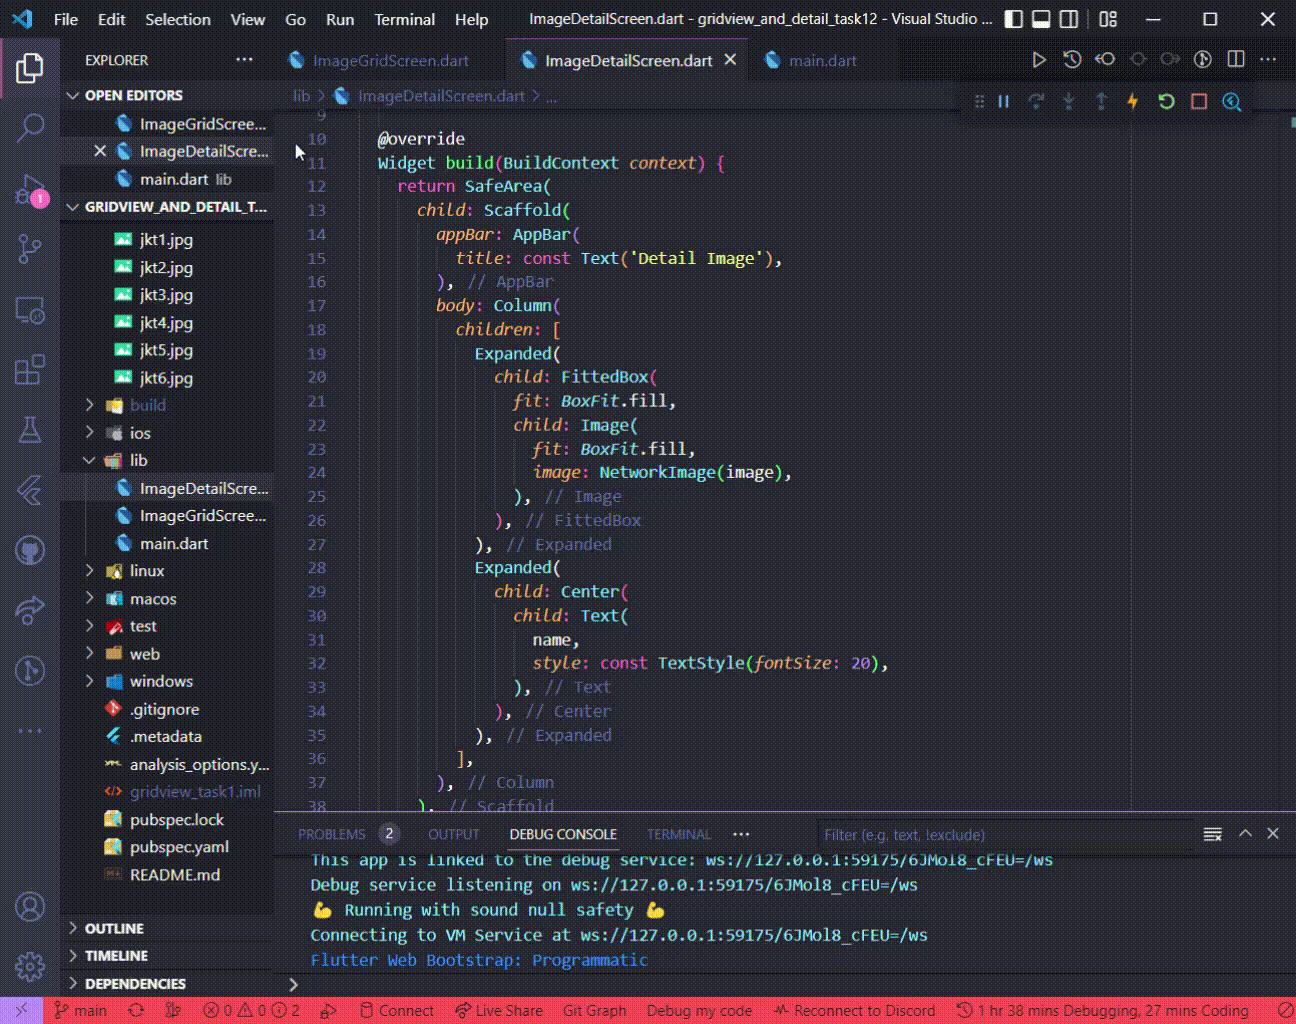 File Edit Selection View Go Run Terminal Help ImageDetailScreen.dart - gridview_and_detail_task12 - Visual Studio ...
EXPLORER ...
ImageGridScreen.dart ImageDetailScreen.dart main.dart
OPEN EDITORS
ImageGridScree...
ImageDetailScre...
main.dart lib
GRIDVIEW_AND_DETAIL_T...
jkt1.jpg
jkt2.jpg
jkt3.jpg
jkt4.jpg
jkt5.jpg
jkt6.jpg
build
ios
lib
ImageDetailScre...
ImageGridScree...
main.dart
linux
macos
test
web
windows
.gitignore
.metadata
analysis_options.y...
gridview_task1.iml
pubspec.lock
pubspec.yaml
README.md
OUTLINE
TIMELINE
DEPENDENCIES
1
lib > ImageDetailScreen.dart > ...
9
10 @override
11 Widget build(BuildContext context) {
12 return SafeArea(
13 child: Scaffold(
14 appBar: AppBar(
15 title: const Text('Detail Image'),
16 ), // AppBar
17 body: Column(
18 children: [
19 Expanded(
20 child: FittedBox(
21 fit: BoxFit.fill,
22 child: Image(
23 fit: BoxFit.fill,
24 image: NetworkImage(image),
25 ), // Image
26 ), // FittedBox
27 ), // Expanded
28 Expanded(
29 child: Center(
30 child: Text(
31 name,
32 style: const TextStyle(fontSize: 20),
33 ), // Text
34 ), // Center
35 ), // Expanded
36 ],
37 ), // Column
38 ), // Scaffold
PROBLEMS 2 OUTPUT DEBUG CONSOLE TERMINAL ... Filter (e.g. text, !exclude)
This app is linked to the debug service: ws://127.0.0.1:59175/6JMol8_cFEU=/ws
Debug service listening on ws://127.0.0.1:59175/6JMol8_cFEU=/ws
💪 Running with sound null safety 💪
Connecting to VM Service at ws://127.0.0.1:59175/6JMol8_cFEU=/ws
Flutter Web Bootstrap: Programmatic
>
main 0 0 2 Connect Live Share Git Graph Debug my code Reconnect to Discord 1 hr 38 mins Debugging, 27 mins Coding